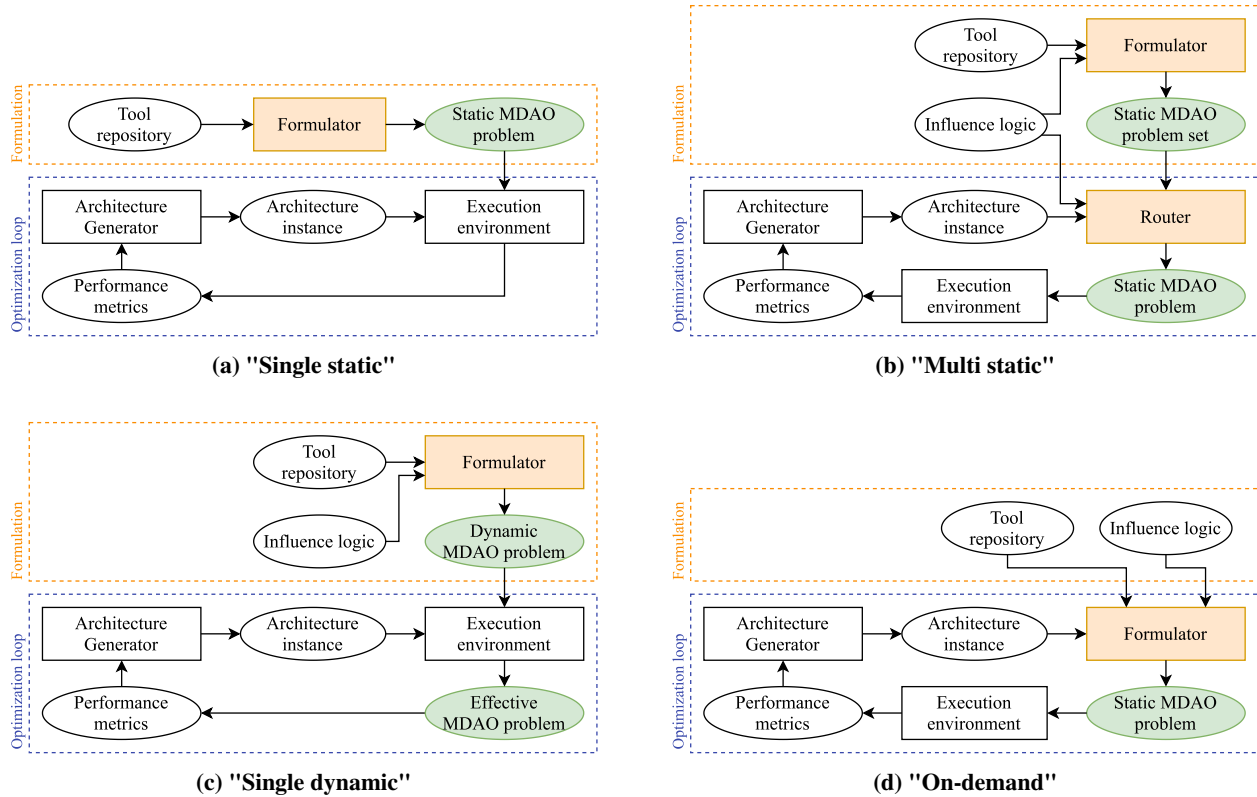 Formulation
Tool
repository
Formulator
Static MDAO
problem
Optimization loop
Architecture
Generator
Architecture
instance
Execution
environment
Performance
metrics
(a) "Single static"
Formulation
Tool
repository
Formulator
Influence logic
Static MDAO
problem set
Optimization loop
Architecture
Generator
Architecture
instance
Router
Performance
metrics
Execution
environment
Static MDAO
problem
(b) "Multi static"
Formulation
Tool
repository
Formulator
Influence logic
Dynamic
MDAO problem
Optimization loop
Architecture
Generator
Architecture
instance
Execution
environment
Performance
metrics
Effective
MDAO problem
(c) "Single dynamic"
Formulation
Tool
repository
Influence logic
Optimization loop
Architecture
Generator
Architecture
instance
Formulator
Performance
metrics
Execution
environment
Static MDAO
problem
(d) "On-demand"